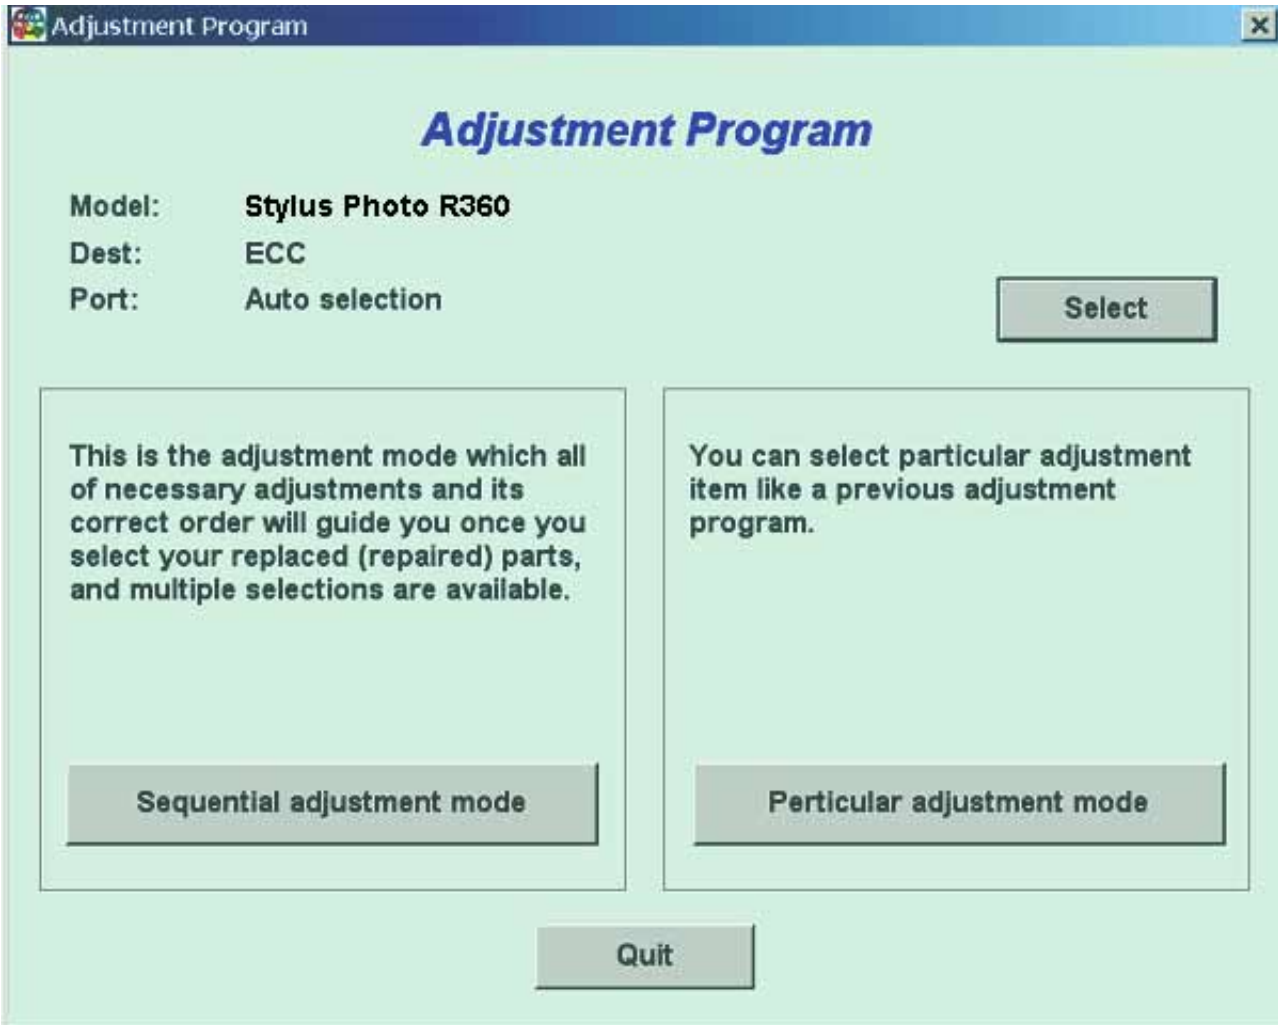 Adjustment Program
Adjustment Program
Model: Stylus Photo R360
Dest: ECC
Port: Auto selection
Select
This is the adjustment mode which all
of necessary adjustments and its
correct order will guide you once you
select your replaced (repaired) parts,
and multiple selections are available.
Sequential adjustment mode
You can select particular adjustment
item like a previous adjustment
program.
Perticular adjustment mode
Quit